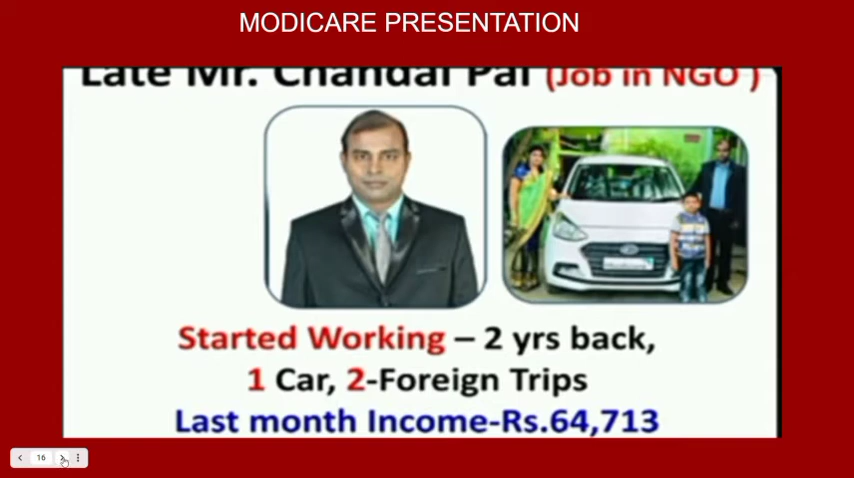 MODICARE PRESENTATION
Late Mr. Chandal Pal (Job in NGO )
Started Working – 2 yrs back,
1 Car, 2-Foreign Trips
Last month Income-Rs.64,713
16